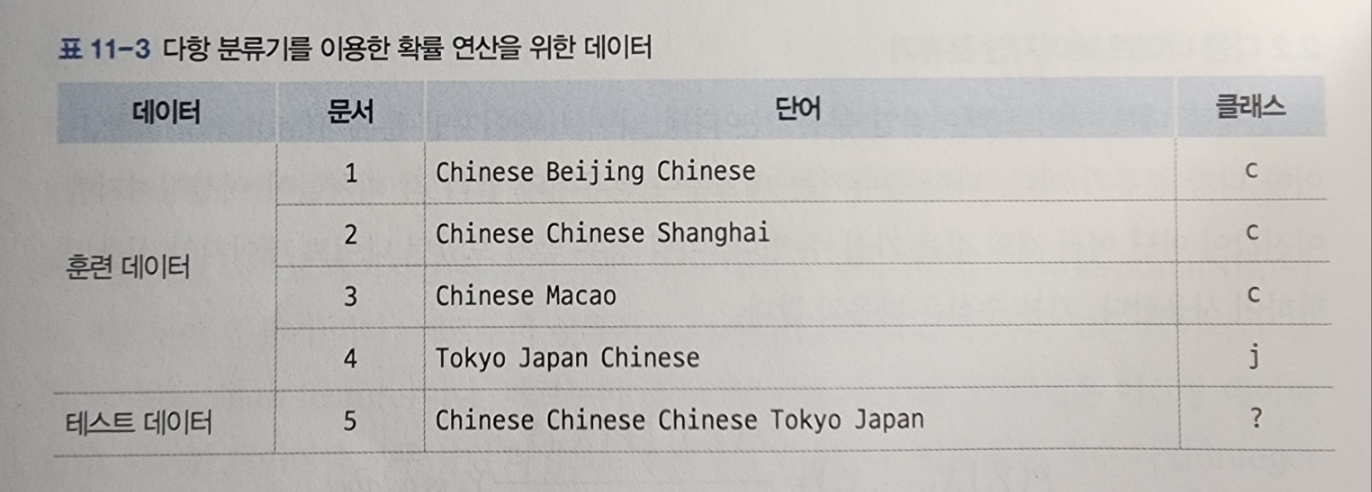 표 11-3 다항 분류기를 이용한 확률 연산을 위한 데이터
데이터 문서 단어 클래스
1 Chinese Beijing Chinese c
2 Chinese Chinese Shanghai c
훈련 데이터
3 Chinese Macao c
4 Tokyo Japan Chinese j
테스트 데이터 5 Chinese Chinese Chinese Tokyo Japan ?